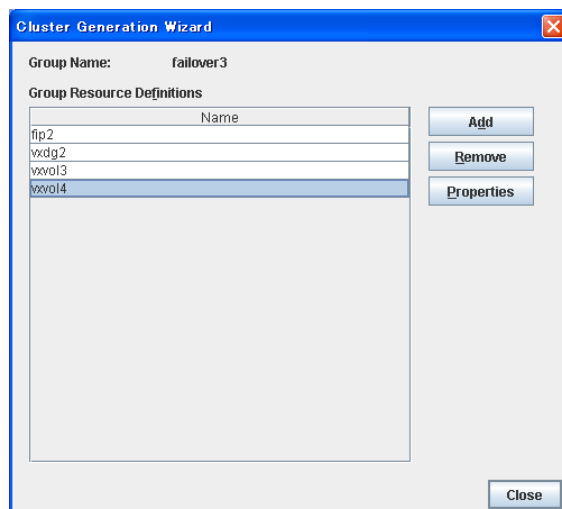 Cluster Generation Wizard
Group Name: failover3
Group Resource Definitions
Name
fip2
vxdg2
vxvol3
vxvol4
Add
Remove
Properties
Close